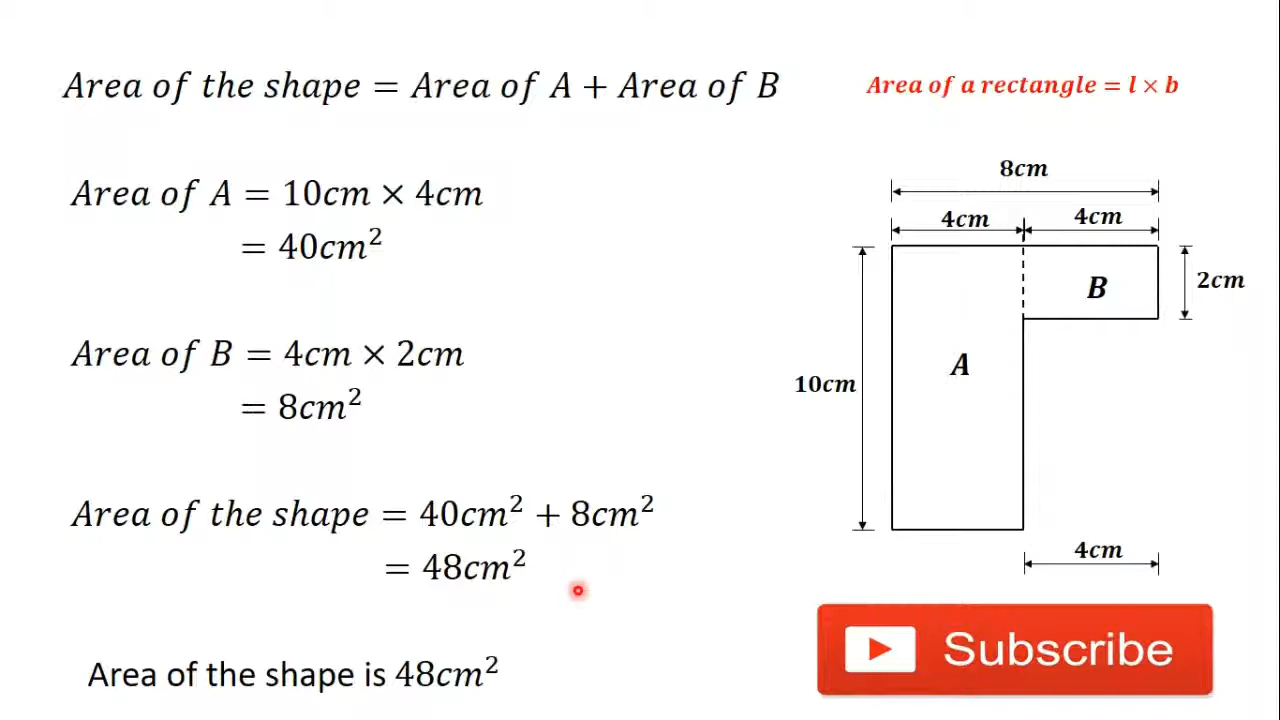 Area of the shape = Area of A + Area of B
Area of a rectangle = l × b
Area of A = 10cm × 4cm
= 40cm²
Area of B = 4cm × 2cm
= 8cm²
Area of the shape = 40cm² + 8cm²
= 48cm²
Area of the shape is 48cm²
8cm
4cm
4cm
B
2cm
A
10cm
4cm
Subscribe